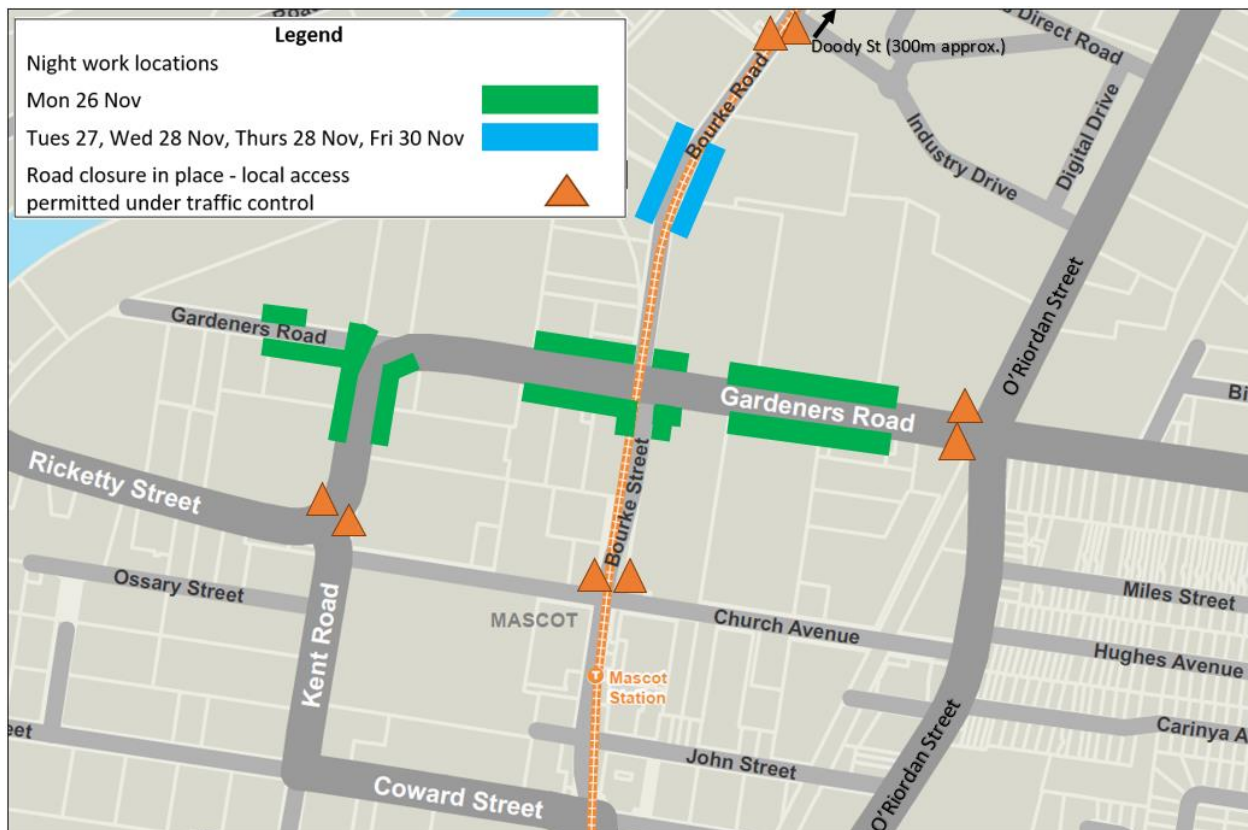 Legend
Night work locations
Mon 26 Nov
Tues 27, Wed 28 Nov, Thurs 28 Nov, Fri 30 Nov
Road closure in place - local access
permitted under traffic control
Doody St (300m approx.)
Direct Road
Bourke Road
Industry Drive
Digital Drive
O'Riordan Street
Gardeners Road
Gardeners Road
Ricketty Street
Bourke Street
Ossary Street
MASCOT
Church Avenue
Miles Street
Hughes Avenue
Kent Road
Mascot
Station
Carinya A
John Street
Coward Street
O'Riordan Street